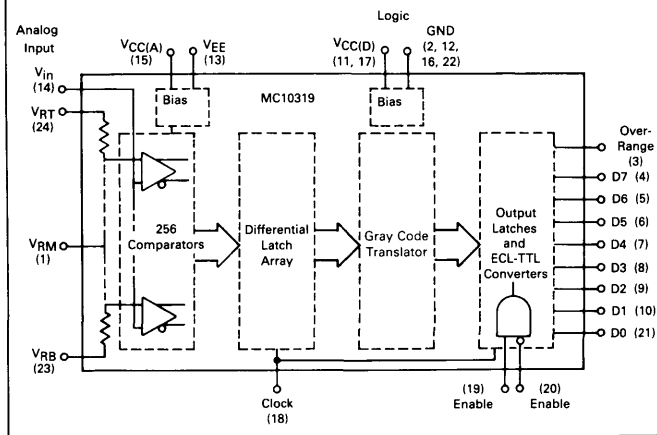 Analog
Input
Logic
VCC(A)
(15)
VEE
(13)
VCC(D)
(11, 17)
GND
(2, 12,
16, 22)
Vin
(14)
VRT
(24)
Bias
MC10319
Bias
Over-
Range
(3)
D7 (4)
D6 (5)
D5 (6)
D4 (7)
D3 (8)
D2 (9)
D1 (10)
D0 (21)
VRM
(1)
256
Comparators
Differential
Latch
Array
Gray Code
Translator
Output
Latches
and
ECL-TTL
Converters
VRB
(23)
Clock
(18)
(19)
Enable
(20)
Enable